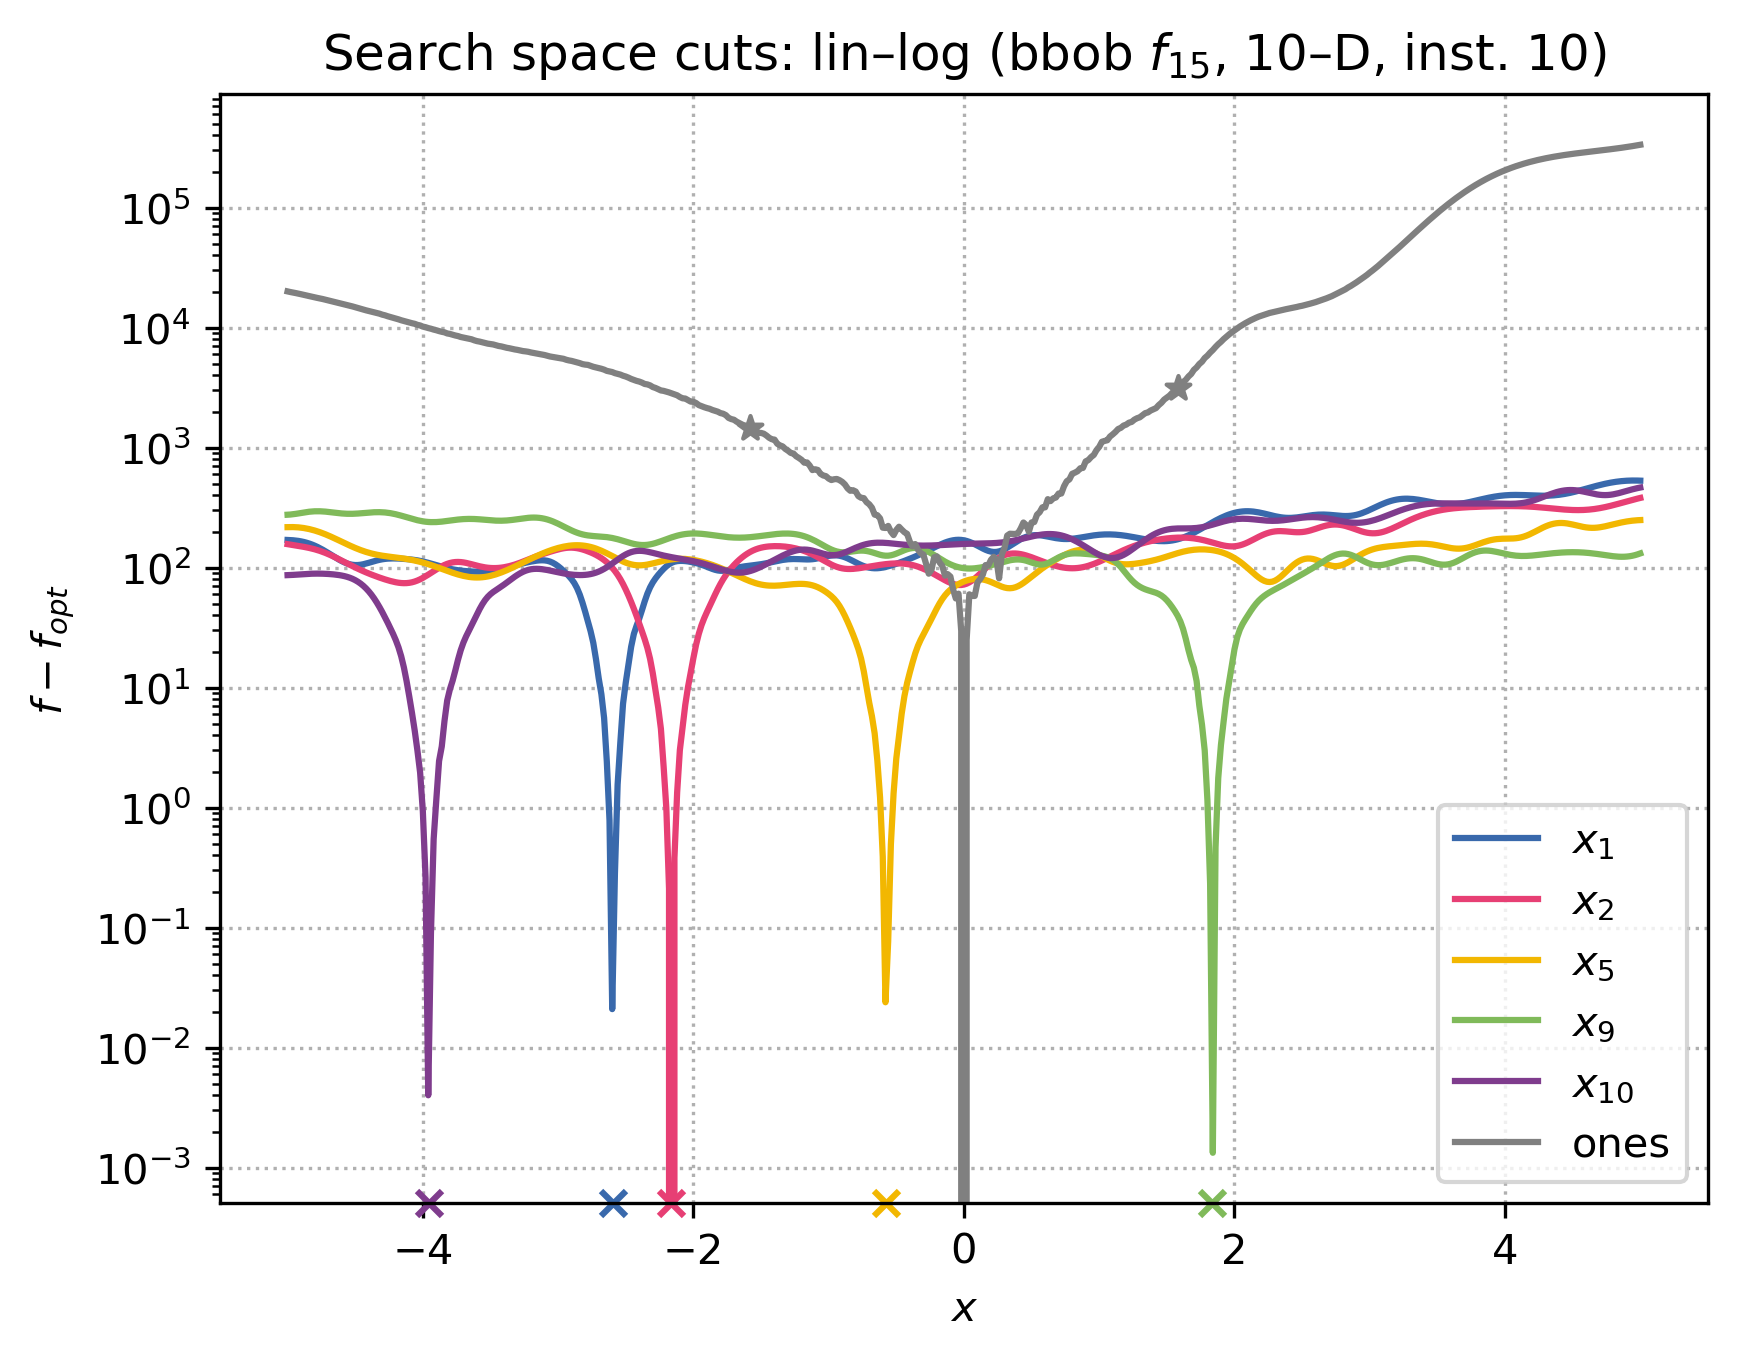 Search space cuts: lin–log (bbob f15, 10–D, inst. 10)
f − fopt
10^5
10^4
10^3
10^2
10^1
10^0
10^−1
10^−2
10^−3
x1
x2
x5
x9
x10
ones
−4 −2 0 2 4
x